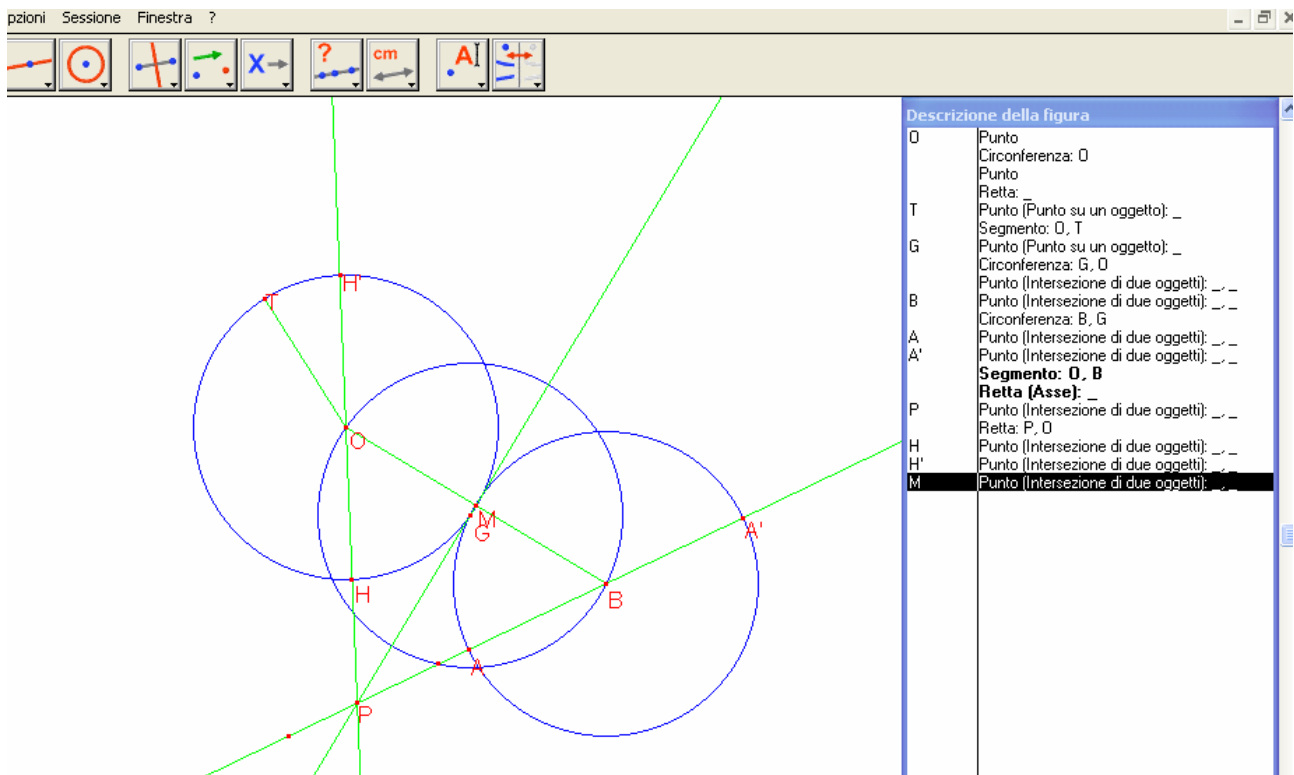 pzioni Sessione Finestra ?
? cm X A
Descrizione della figura
O Punto
Circonferenza: O
Punto
Retta: _
T Punto (Punto su un oggetto): _
Segmento: O, T
G Punto (Punto su un oggetto): _
Circonferenza: G, O
Punto (Intersezione di due oggetti): _, _
B Punto (Intersezione di due oggetti): _, _
Circonferenza: B, G
A Punto (Intersezione di due oggetti): _, _
A' Punto (Intersezione di due oggetti): _, _
Segmento: O, B
Retta (Asse): _
P Punto (Intersezione di due oggetti): _, _
Retta: P, O
H Punto (Intersezione di due oggetti): _, _
H' Punto (Intersezione di due oggetti): _, _
M Punto (Intersezione di due oggetti): _, _
H'
T
O
M
G
A'
H
B
A
P